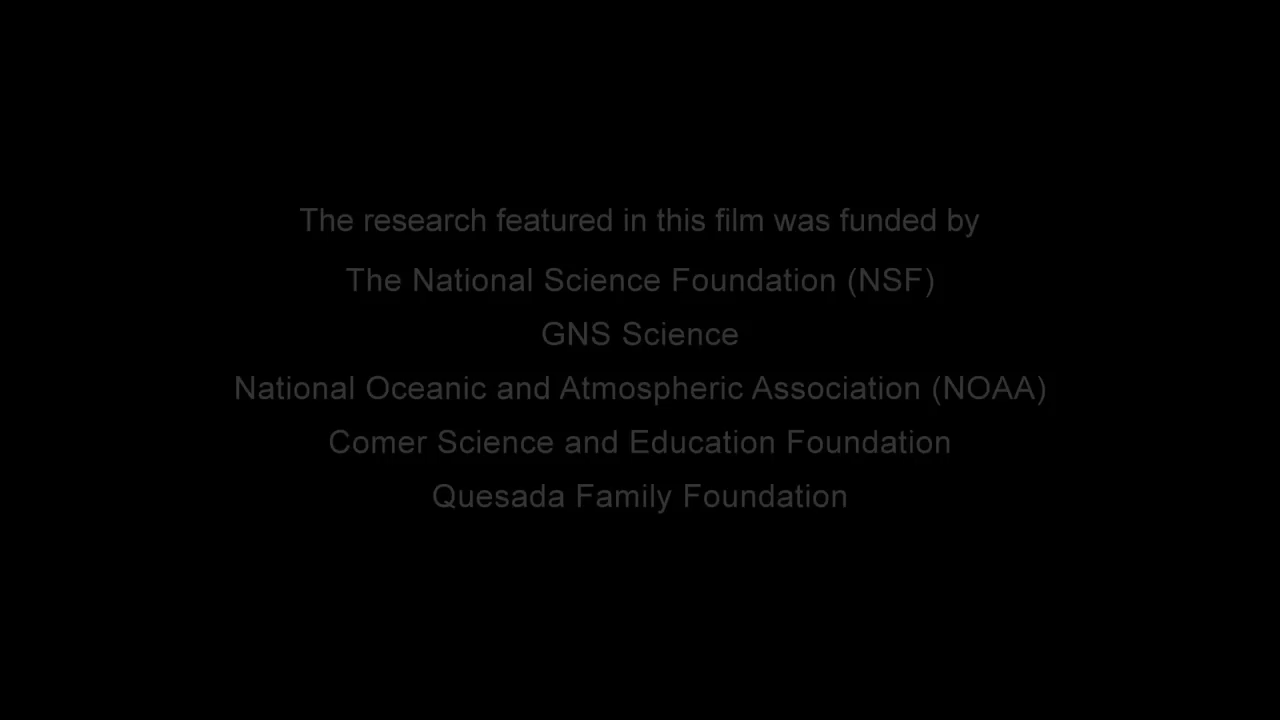 The research featured in this film was funded by
The National Science Foundation (NSF)
GNS Science
National Oceanic and Atmospheric Association (NOAA)
Comer Science and Education Foundation
Quesada Family Foundation